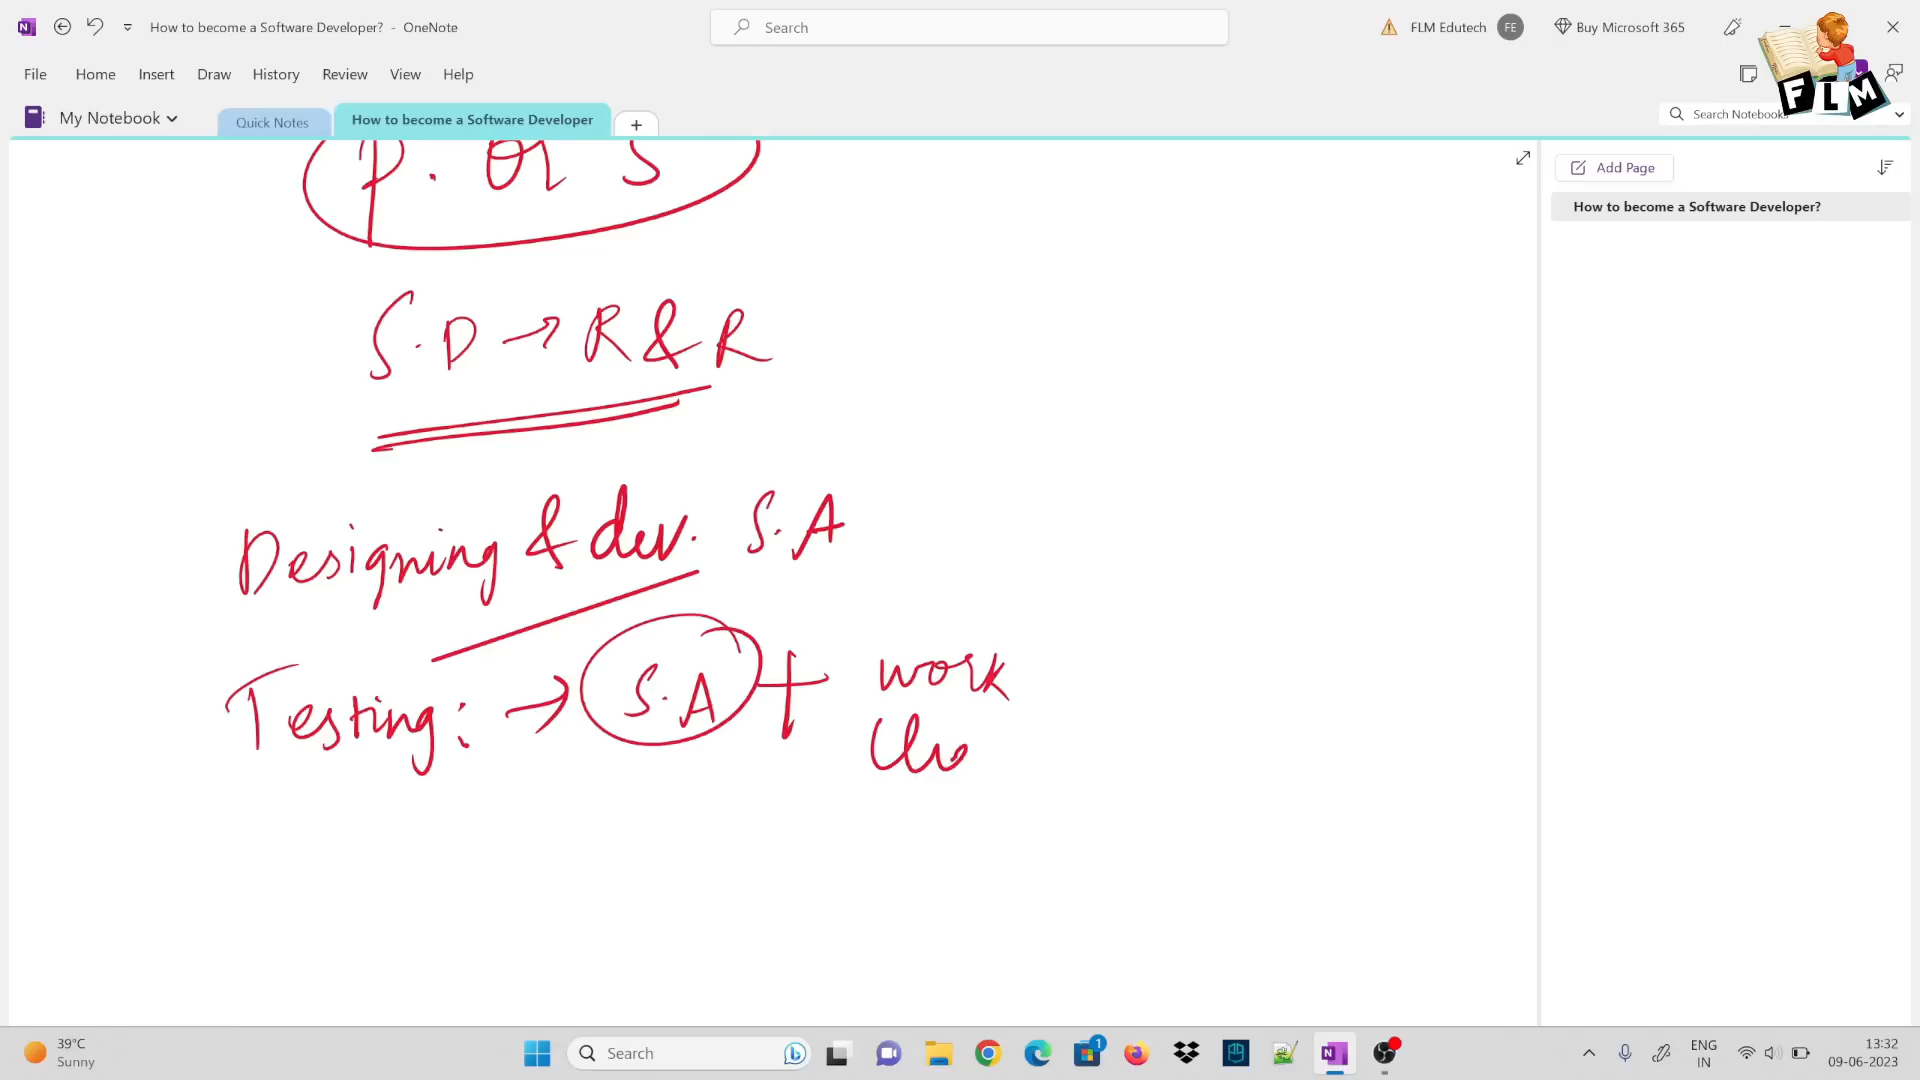 How to become a Software Developer? - OneNote
Search
FLM Edutech FE
Buy Microsoft 365
File Home Insert Draw History Review View Help
FLM
My Notebook
Quick Notes
How to become a Software Developer
+
Search Notebooks
Add Page
How to become a Software Developer?
S.D → R & R
Designing & dev. S.A
Testing: → S.A + work
39°C
Sunny
Search
1
ENG
IN
13:32
09-06-2023